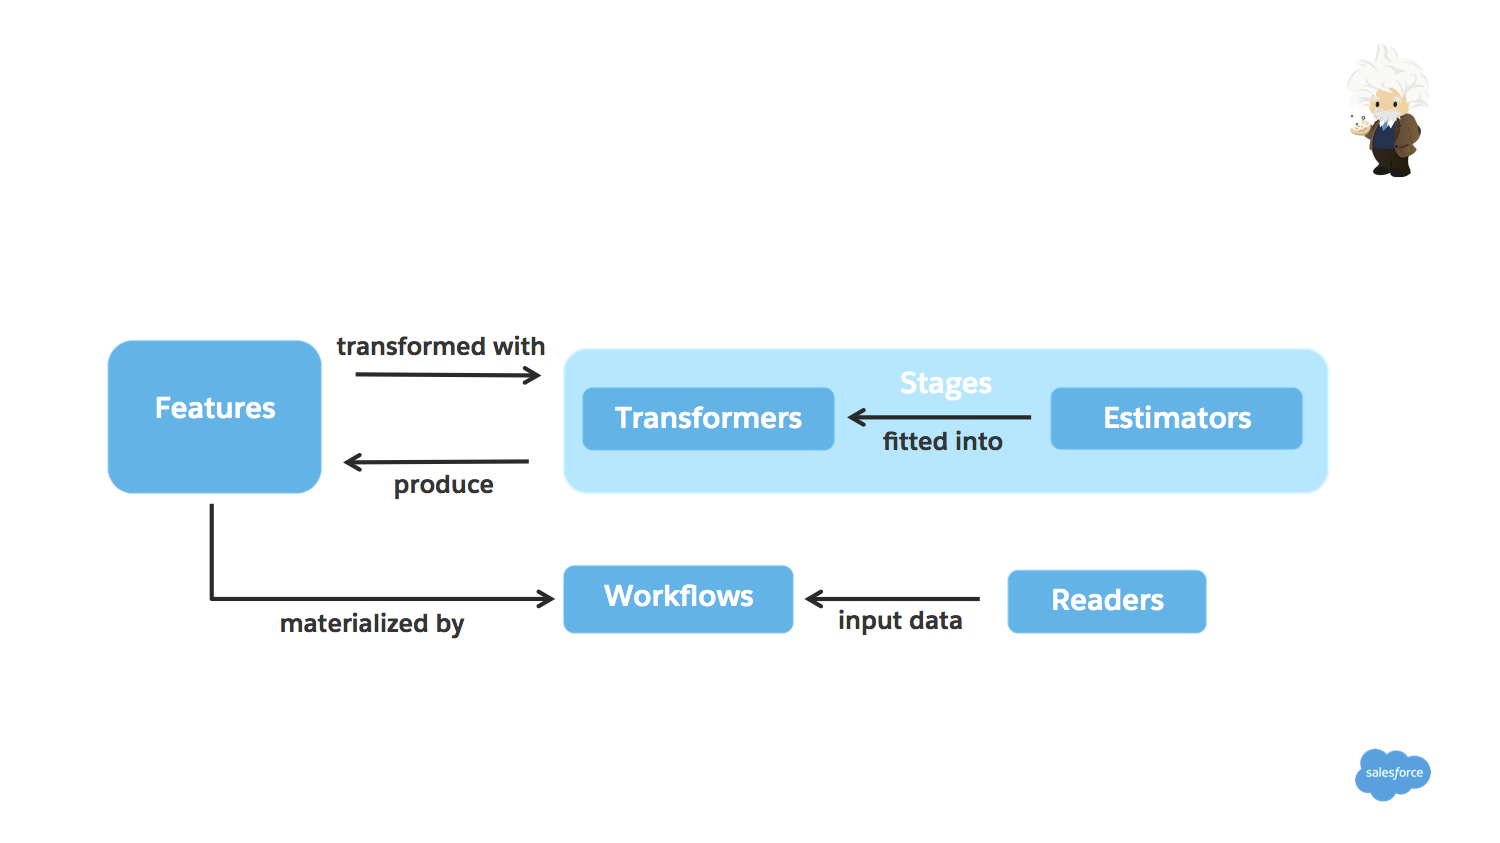 transformed with
Features
Stages
Transformers
Estimators
fitted into
produce
Workflows
Readers
materialized by
input data
salesforce